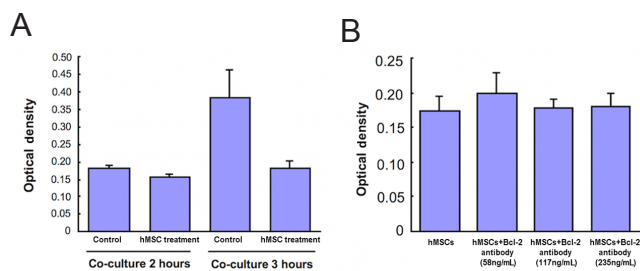 A
Optical density
0.50
0.45
0.40
0.35
0.30
0.25
0.20
0.15
0.10
0.05
0
Control
hMSC treatment
Control
hMSC treatment
Co-culture 2 hours
Co-culture 3 hours
B
Optical density
0.25
0.20
0.15
0.10
0.05
0
hMSCs
hMSCs+Bcl-2
antibody
(58ng/mL)
hMSCs+Bcl-2
antibody
(117ng/mL)
hMSCs+Bcl-2
antibody
(235ng/mL)